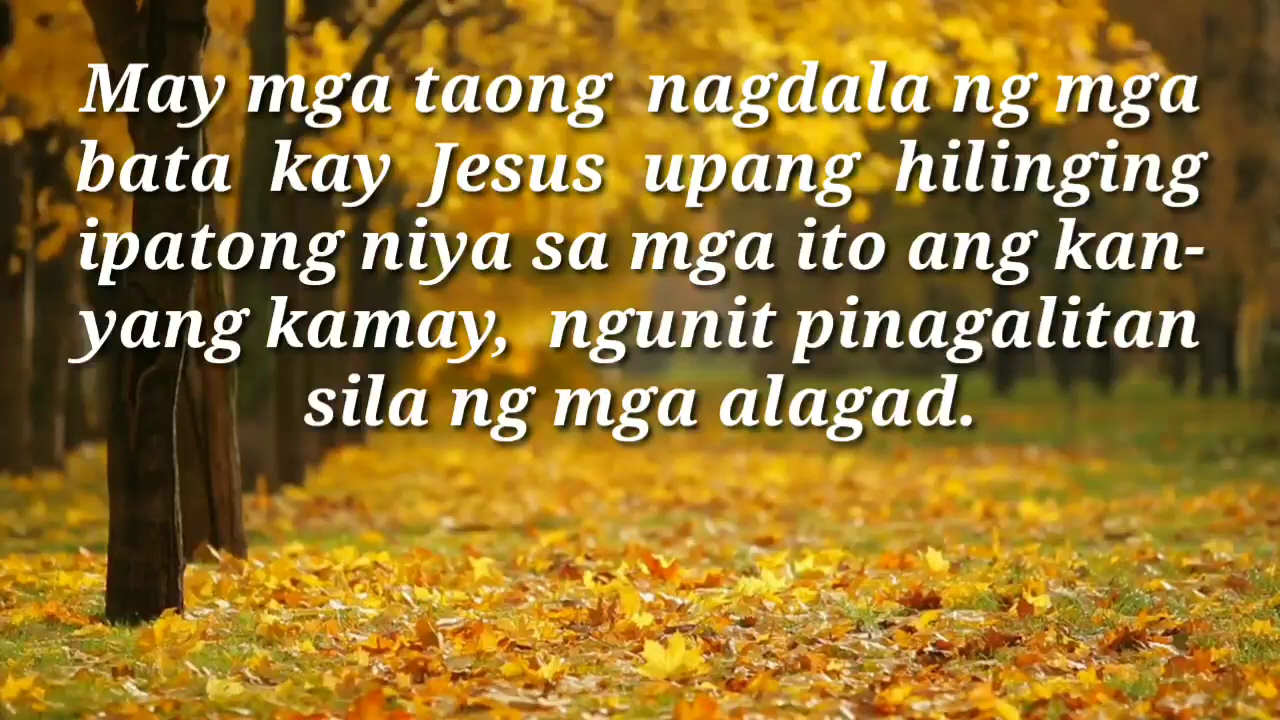 May mga taong nagdala ng mga
bata kay Jesus upang hilinging
ipatong niya sa mga ito ang kan-
yang kamay, ngunit pinagalitan
sila ng mga alagad.